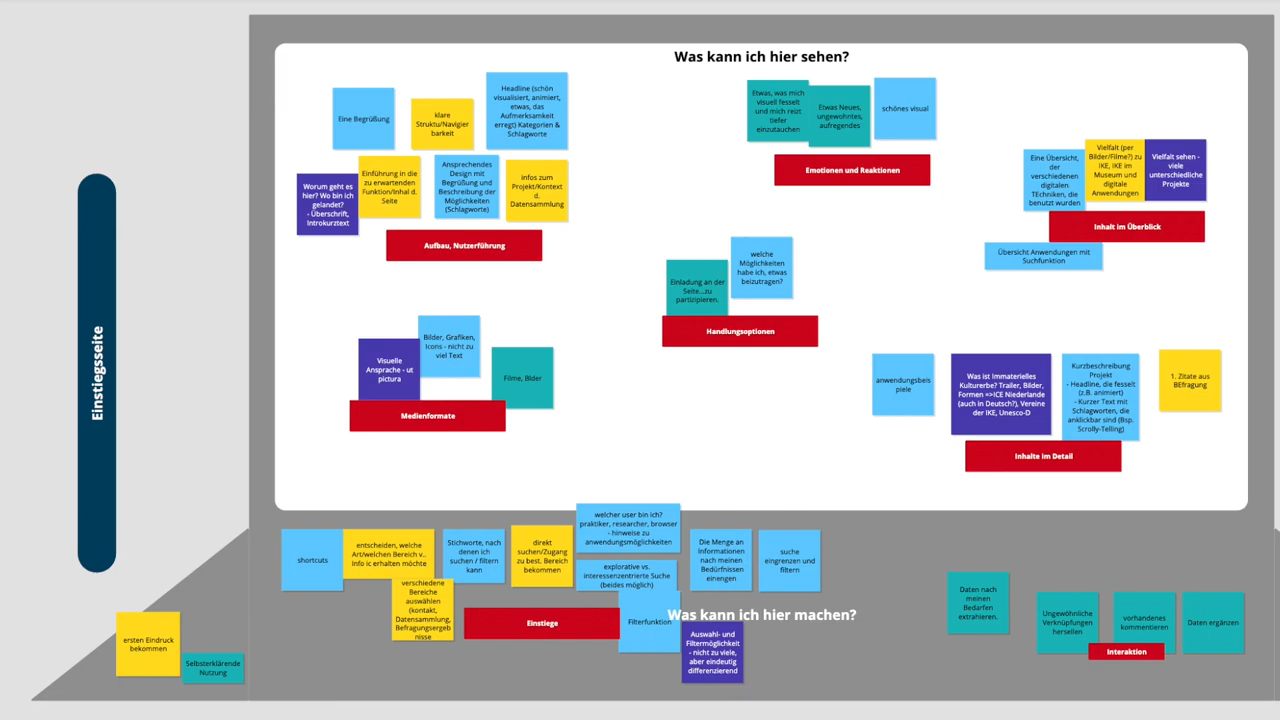 Was kann ich hier sehen?
Eine Begrüßung
klare
Struktu/Navigier
barkeit
Headline (schön
visualisiert, animiert,
etwas, das
Aufmerksamkeit
erregt) Kategorien &
Schlagworte
Worum geht es
hier? Wo bin ich
gelandet?
- Überschrift,
Introkurztext
Einführung in die
zu erwartenden
Funktion/Inhal d.
Seite
Ansprechendes
Design mit
Begrüßung und
Beschreibung der
Möglichkeiten
(Schlagworte)
infos zum
Projekt/Kontext
d.
Datensammlung
Aufbau, Nutzerführung
Etwas, was mich
visuell fesselt
und mich reizt
tiefer
einzutauchen
Etwas Neues,
ungewohntes,
aufregendes
schönes visual
Emotionen und Reaktionen
Eine Übersicht,
der
verschiedenen
digitalen
TEchniken, die
benutzt wurden
Vielfalt (per
Bilder/Filme?) zu
IKE, IKE im
Museum und
digitale
Anwendungen
Vielfalt sehen -
viele
unterschiedliche
Projekte
Inhalt im Überblick
Übersicht Anwendungen mit
Suchfunktion
Einladung an der
Seite...zu
partizipieren.
welche
Möglichkeiten
habe ich, etwas
beizutragen?
Handlungsoptionen
Visuelle
Ansprache - ut
pictura
Bilder, Grafiken,
Icons - nicht zu
viel Text
Filme, BIder
Medienformate
anwendungsbeis
piele
Was ist Immaterielles
Kulturerbe? Trailer, Bilder,
Formen =>ICE Niederlande
(auch in Deutsch?), Vereine
der IKE, Unesco-D
Kurzbeschreibung
Projekt
- Headline, die fesselt
(z.B. animiert)
- Kurzer Text mit
Schlagworten, die
anklickbar sind (Bsp.
Scrolly-Telling)
1. Zitate aus
BEfragung
Inhalte im Detail
Einstiegsseite
shortcuts
entscheiden, welche
Art/welchen Bereich v..
Info ic erhalten möchte
Stichworte, nach
denen ich
suchen / filtern
kann
direkt
suchen/Zugang
zu best. Bereich
bekommen
welcher user bin ich?
praktiker, researcher, browser
- hinweise zu
anwendungsmöglichkeiten
explorative vs.
interessenzentrierte Suche
(beides möglich)
Die Menge an
Informationen
nach meinen
Bedürfnissen
einengen
suche
eingrenzen und
filtern
verschiedene
Bereiche
auswählen
(kontakt,
Datensammlung,
Befragungsergeb
nisse
Einstiege
Filterfunktion
Was kann ich hier machen?
Auswahl- und
Filtermöglichkeit
- nicht zu viele,
aber eindeutig
differenzierend
Daten nach
meinen
Bedarfen
extrahieren.
Ungewöhnliche
Verknüpfungen
hersellen
vorhandenes
kommentieren
Daten ergänzen
Interaktion
ersten Eindruck
bekommen
Selbsterklärende
Nutzung